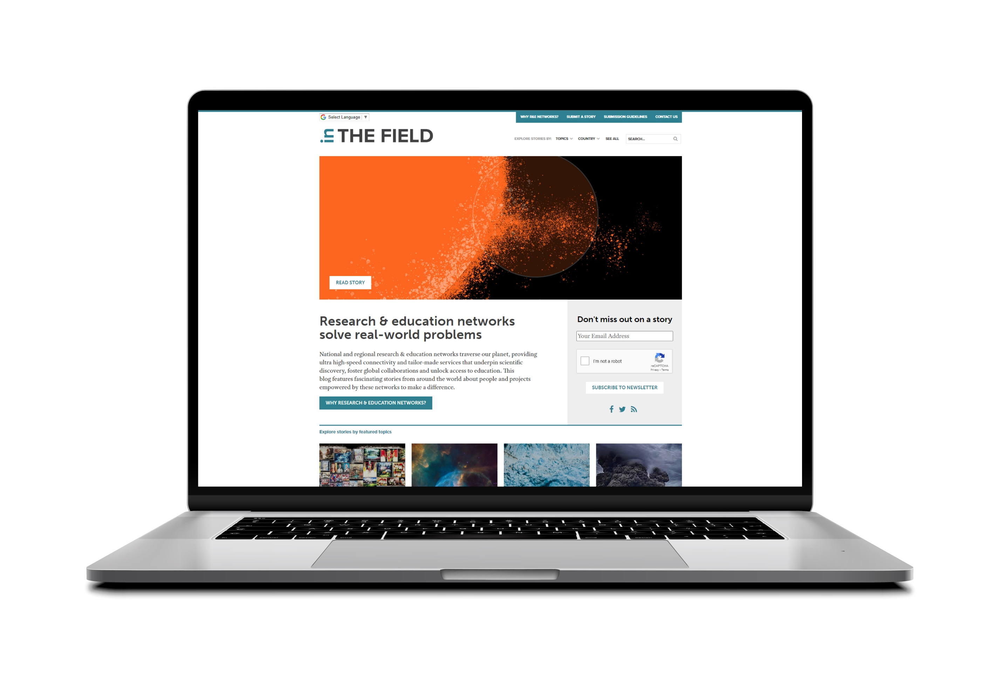 Select Language ▼
WHY R&E NETWORKS? SUBMIT A STORY SUBMISSION GUIDELINES CONTACT US
in THE FIELD
EXPLORE STORIES BY: TOPICS COUNTRY SEE ALL SEARCH...
READ STORY
Research & education networks
solve real-world problems
National and regional research & education networks traverse our planet, providing
ultra high-speed connectivity and tailor-made services that underpin scientific
discovery, foster global collaborations and unlock access to education. This
blog features fascinating stories from around the world about people and projects
empowered by these networks to make a difference.
WHY RESEARCH & EDUCATION NETWORKS?
Don't miss out on a story
Your Email Address
I'm not a robot
reCAPTCHA
Privacy - Terms
SUBSCRIBE TO NEWSLETTER
Explore stories by featured topics